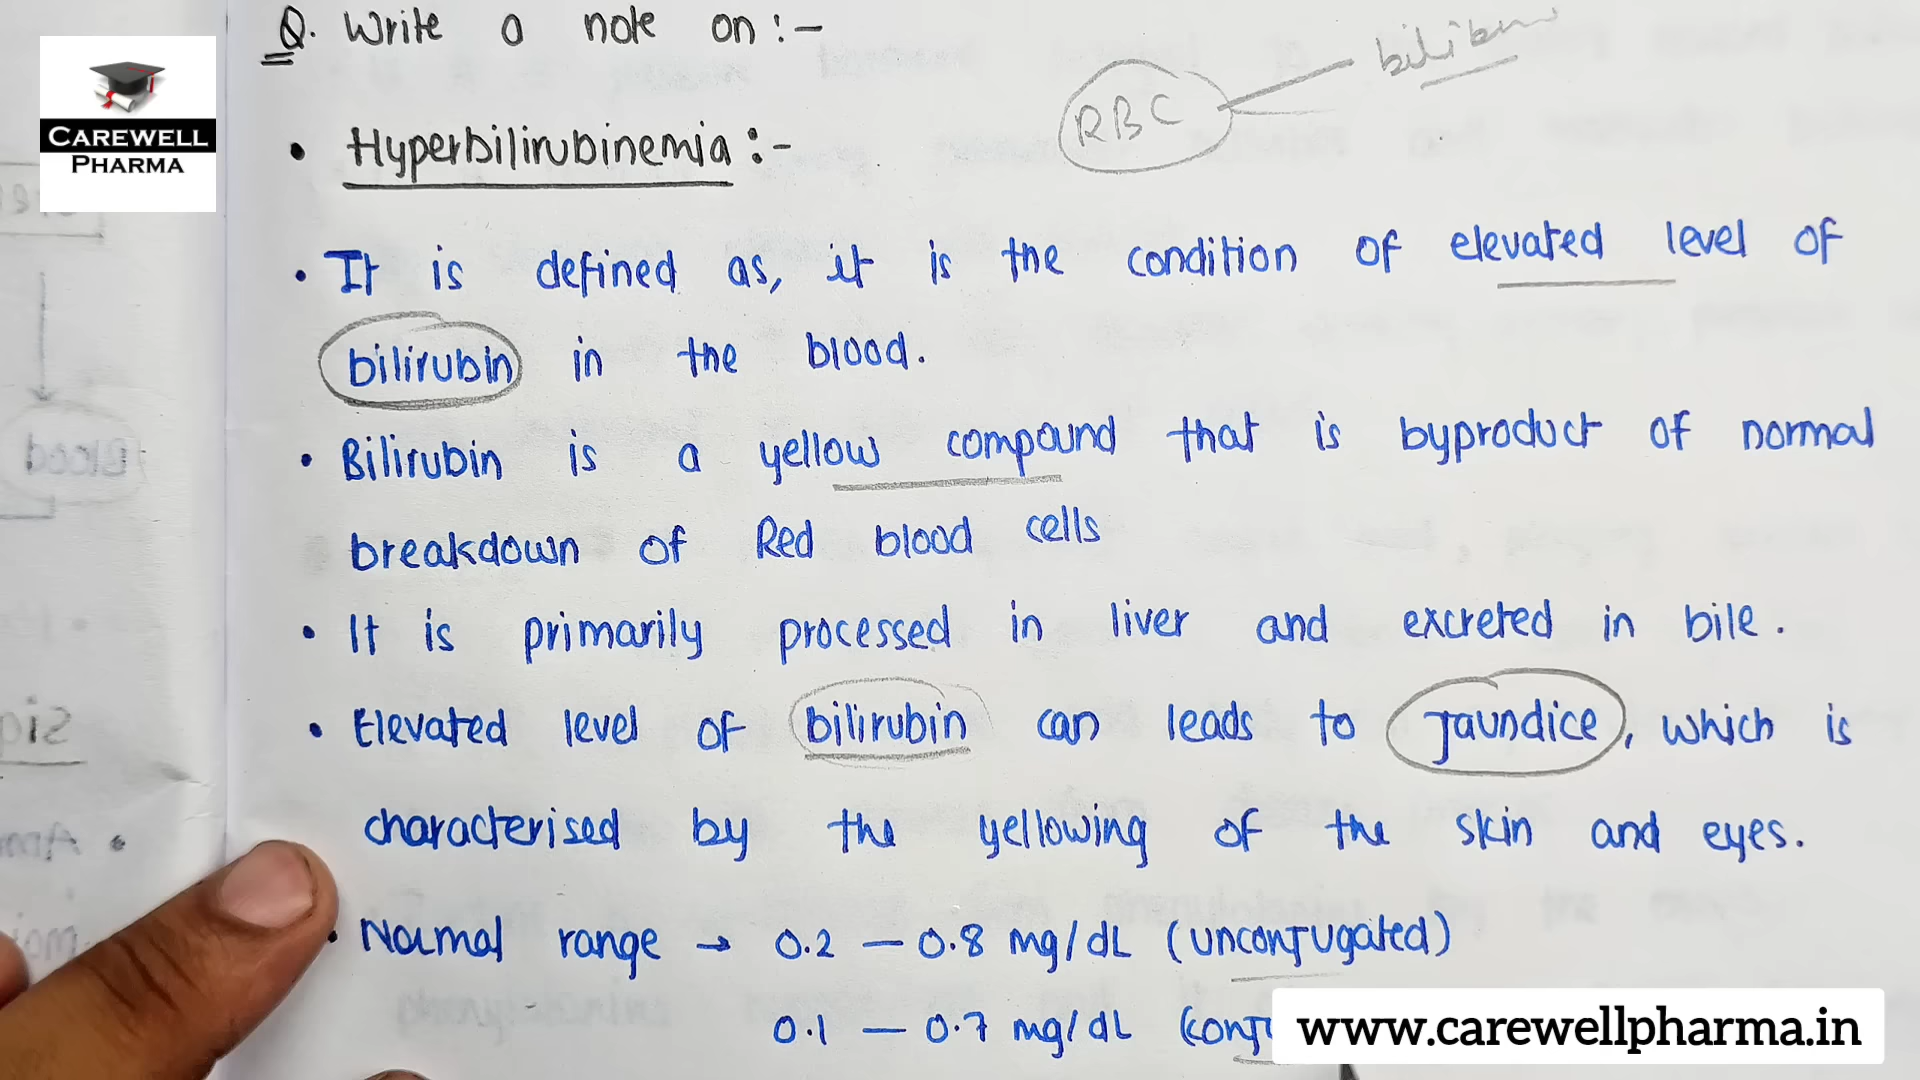 Q. Write a note on :-
RBC
CAREWELL
PHARMA
• Hyperbilirubinemia :-
• It is defined as, it is the condition of elevated level of
bilirubin in the blood.
• Bilirubin is a yellow compound that is byproduct of normal
breakdown of Red blood cells
• It is primarily processed in liver and excreted in bile.
• Elevated level of bilirubin can leads to Jaundice, which is
characterised by the yellowing of the skin and eyes.
• Normal range → 0.2 – 0.8 mg/dL (unconjugated)
0.1 – 0.7 mg/dL
www.carewellpharma.in